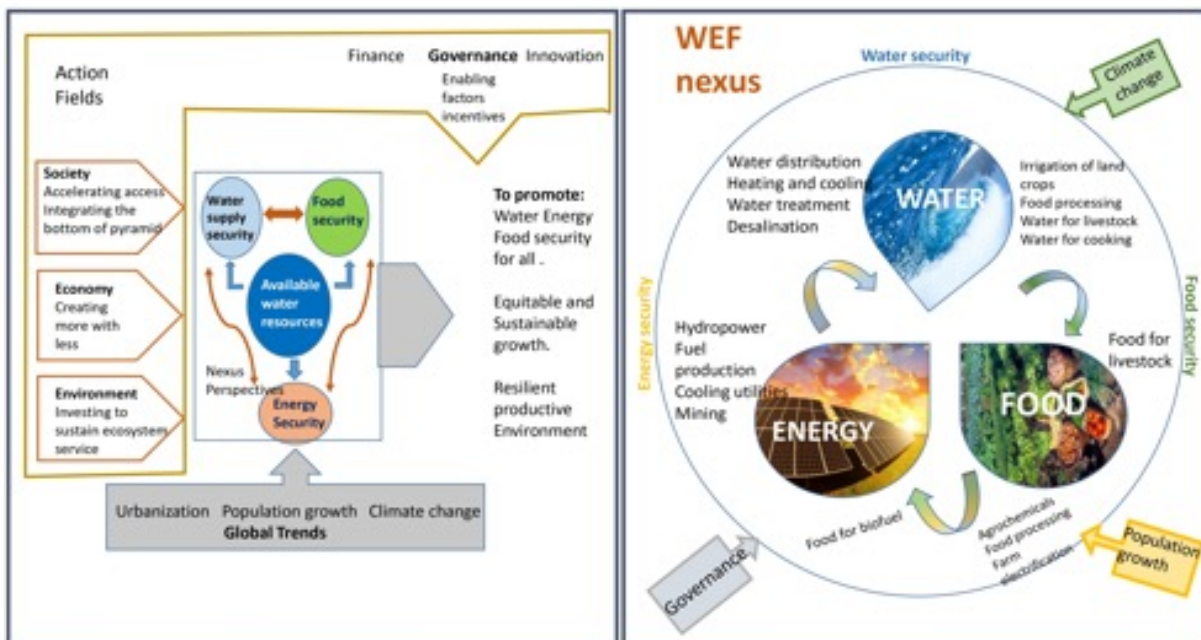 Action
Fields
Finance Governance Innovation
Enabling
factors
incentives
Society
Accelerating access
Integrating the
bottom of pyramid
Economy
Creating
more with
less
Environment
Investing to
sustain ecosystem
service
Water
supply
security
Food
security
Available
water
resources
Nexus
Perspectives
Energy
Security
To promote:
Water Energy
Food security
for all .
Equitable and
Sustainable
growth.
Resilient
productive
Environment
Urbanization Population growth Climate change
Global Trends
WEF
nexus
Water security
Climate
change
Water distribution
Heating and cooling
Water treatment
Desalination
WATER
Irrigation of land
crops
Food processing
Water for livestock
Water for cooking
Energy security
Food security
Hydropower
Fuel
production
Cooling utilities
Mining
ENERGY
FOOD
Food for
livestock
Food for biofuel
Agrochemicals
Food processing
Farm
electrification
Governance
Population
growth